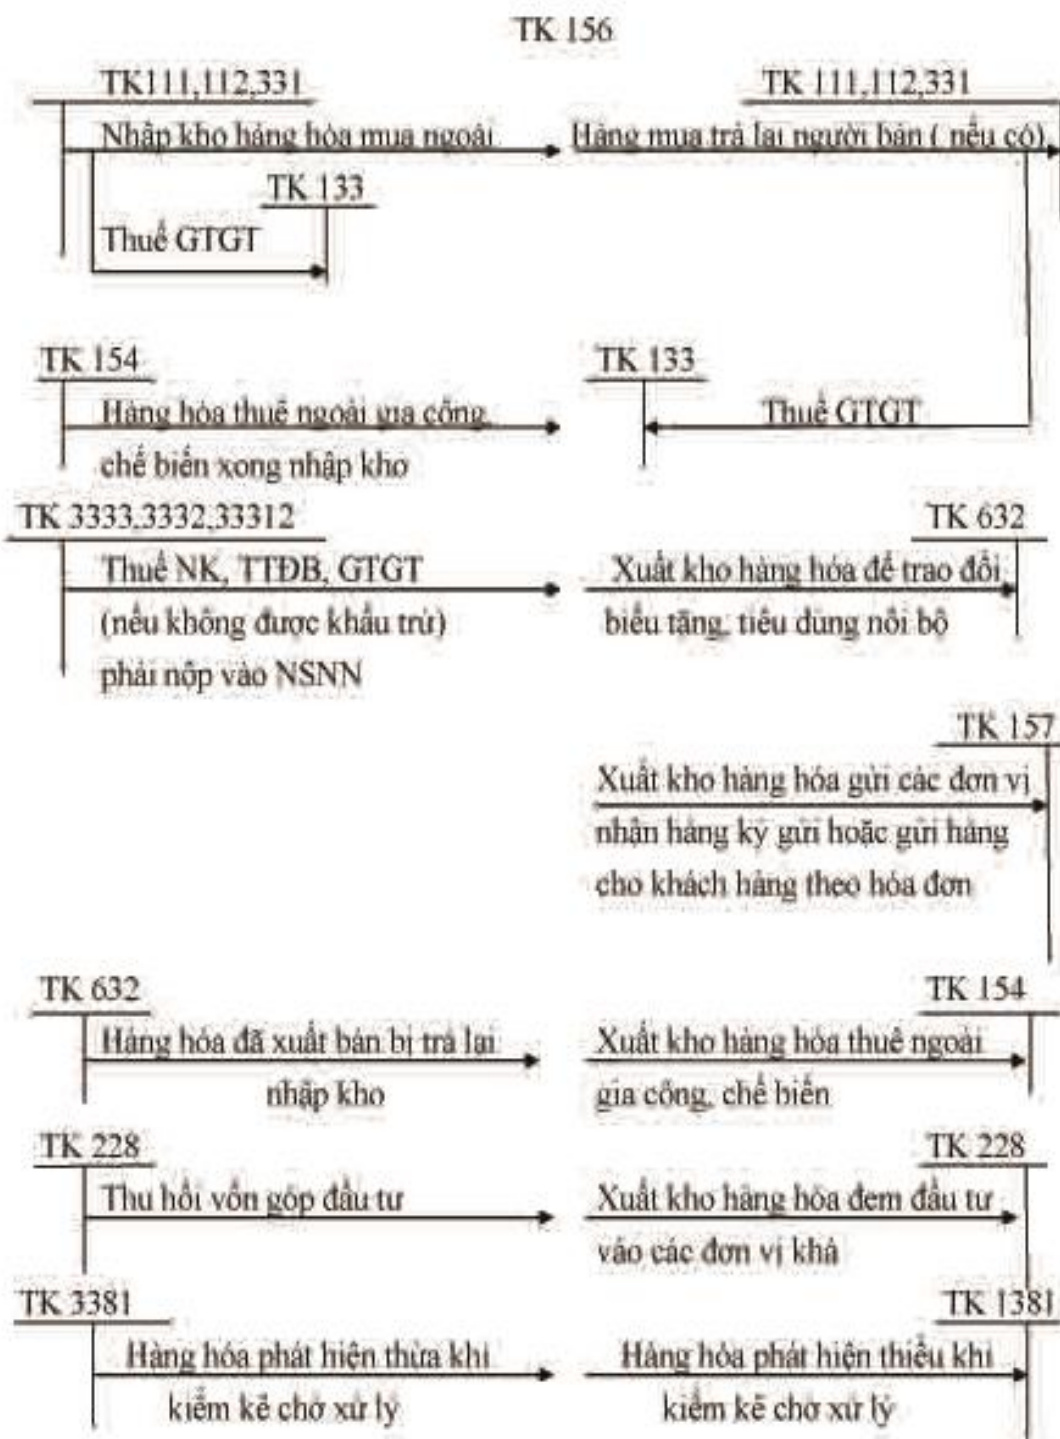 TK 156
TK111,112,331
TK 111,112,331
Nhập kho hàng hóa mua ngoài
Hàng mua trả lại người bán ( nếu có)
TK 133
Thuế GTGT
TK 154
TK 133
Hàng hóa thuê ngoài gia công,
Thuế GTGT
chế biến xong nhập kho
TK 3333,3332,33312
TK 632
Thuế NK, TTĐB, GTGT
Xuất kho hàng hóa để trao đổi
(nếu không được khấu trừ)
biếu tặng, tiêu dùng nội bộ
phải nộp vào NSNN
TK 157
Xuất kho hàng hóa gửi các đơn vị
nhận hàng ký gửi hoặc gửi hàng
cho khách hàng theo hóa đơn
TK 632
TK 154
Hàng hóa đã xuất bán bị trả lại
Xuất kho hàng hóa thuê ngoài
nhập kho
gia công, chế biến
TK 228
TK 228
Thu hồi vốn góp đầu tư
Xuất kho hàng hóa đem đầu tư
vào các đơn vị khá
TK 3381
TK 1381
Hàng hóa phát hiện thừa khi
Hàng hóa phát hiện thiếu khi
kiểm kê chờ xử lý
kiểm kê chờ xử lý